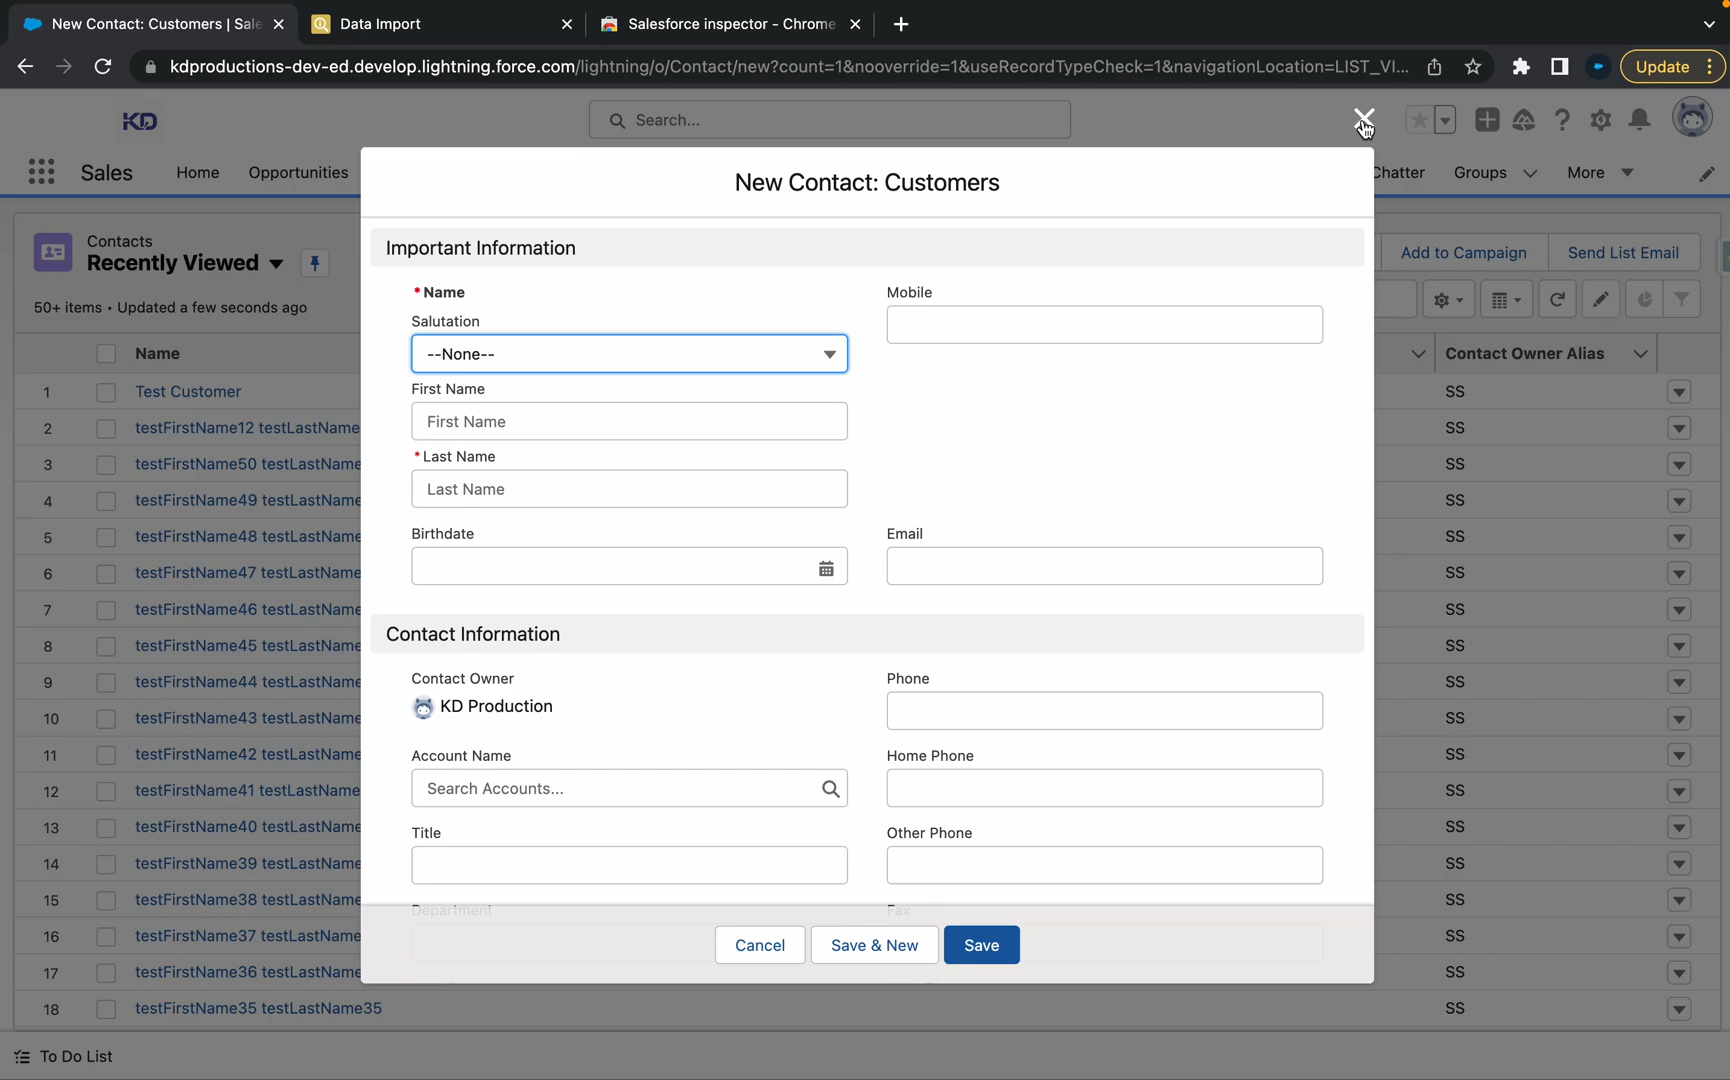 New Contact: Customers | Sale
Data Import
Salesforce inspector - Chrome
kdproductions-dev-ed.develop.lightning.force.com/lightning/o/Contact/new?count=1&nooverride=1&useRecordTypeCheck=1&navigationLocation=LIST_VI...
Update
KD
Search...
Sales
Home
Opportunities
Chatter
Groups
More
New Contact: Customers
Contacts
Recently Viewed
50+ items • Updated a few seconds ago
Add to Campaign
Send List Email
Important Information
*Name
Salutation
--None--
First Name
First Name
*Last Name
Last Name
Mobile
Birthdate
Email
Contact Information
Contact Owner
KD Production
Phone
Account Name
Search Accounts...
Home Phone
Title
Other Phone
Department
Fax
Cancel
Save & New
Save
Name
Contact Owner Alias
1 Test Customer SS
2 testFirstName12 testLastName SS
3 testFirstName50 testLastName SS
4 testFirstName49 testLastName SS
5 testFirstName48 testLastName SS
6 testFirstName47 testLastName SS
7 testFirstName46 testLastName SS
8 testFirstName45 testLastName SS
9 testFirstName44 testLastName SS
10 testFirstName43 testLastName SS
11 testFirstName42 testLastName SS
12 testFirstName41 testLastName SS
13 testFirstName40 testLastName SS
14 testFirstName39 testLastName SS
15 testFirstName38 testLastName SS
16 testFirstName37 testLastName SS
17 testFirstName36 testLastName SS
18 testFirstName35 testLastName35 SS
To Do List